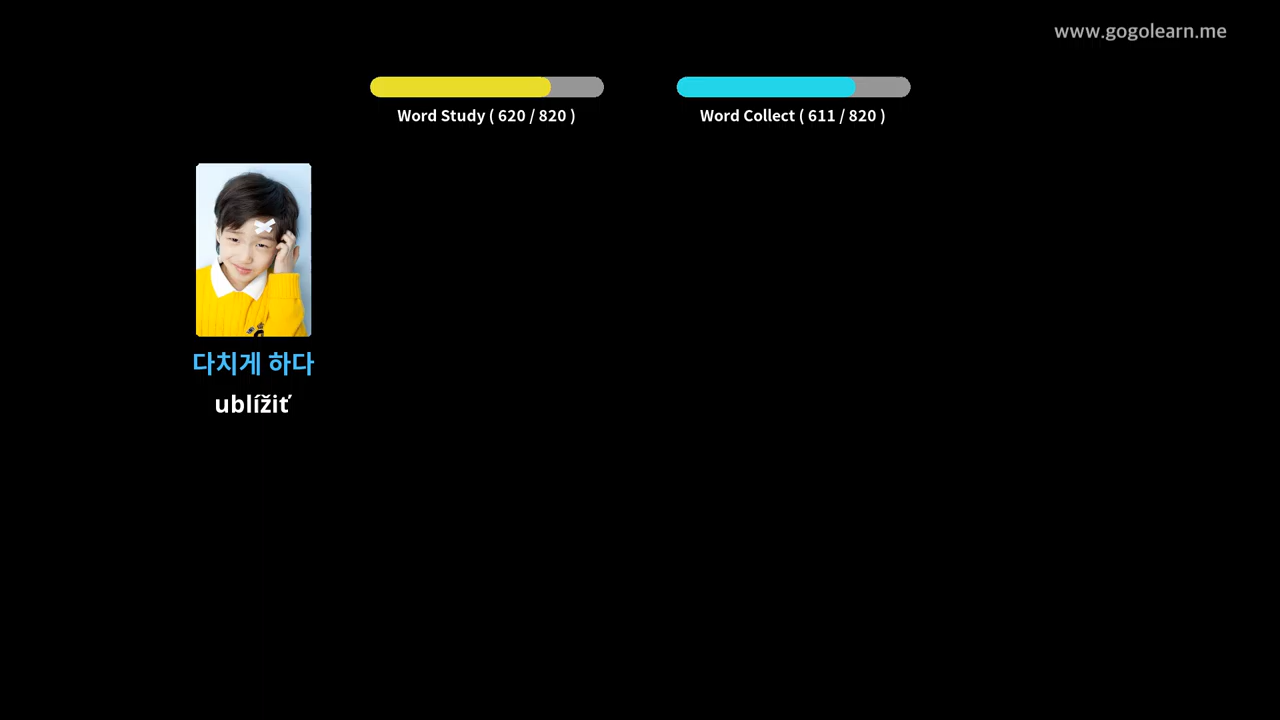 www.gogolearn.me
Word Study ( 620 / 820 )
Word Collect ( 611 / 820 )
다치게 하다
ublížiť